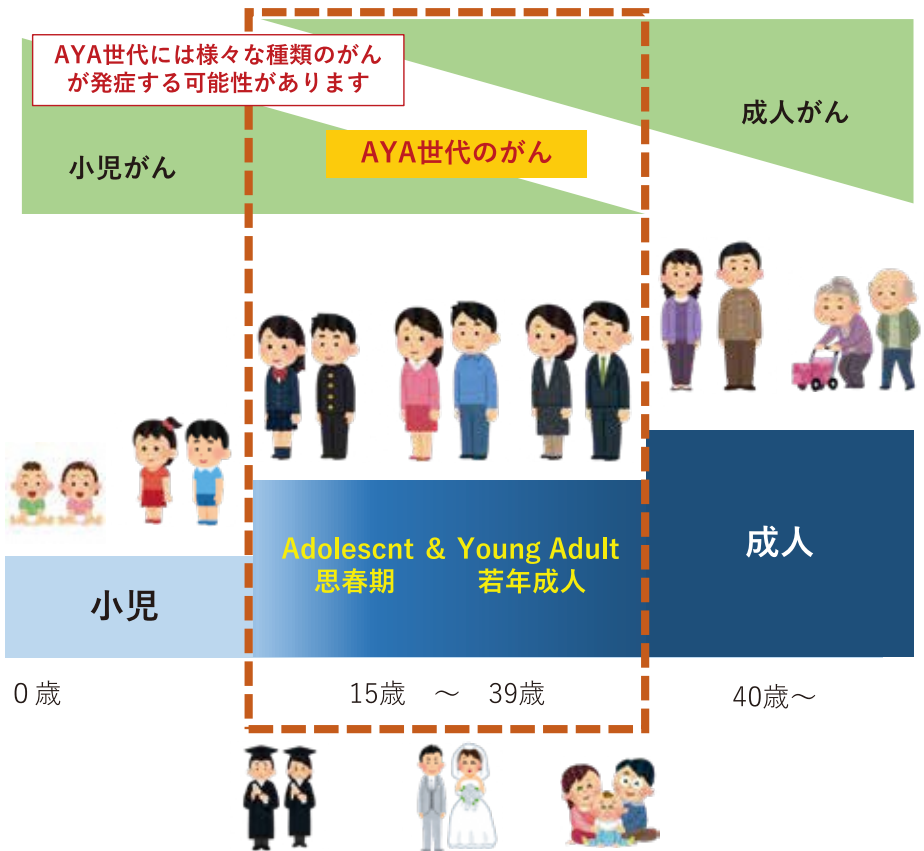 AYA世代には様々な種類のがん
が発症する可能性があります
成人がん
AYA世代のがん
小児がん
Adolescnt & Young Adult
思春期 若年成人
成人
小児
0歳
15歳 ～ 39歳
40歳～